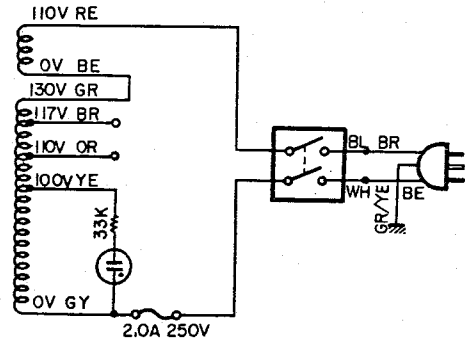 110V RE
0V BE
130V GR
117V BR
110V OR
100V YE
33K
0V GY
2.0A 250V
BL BR
WH
GR/YE
BE